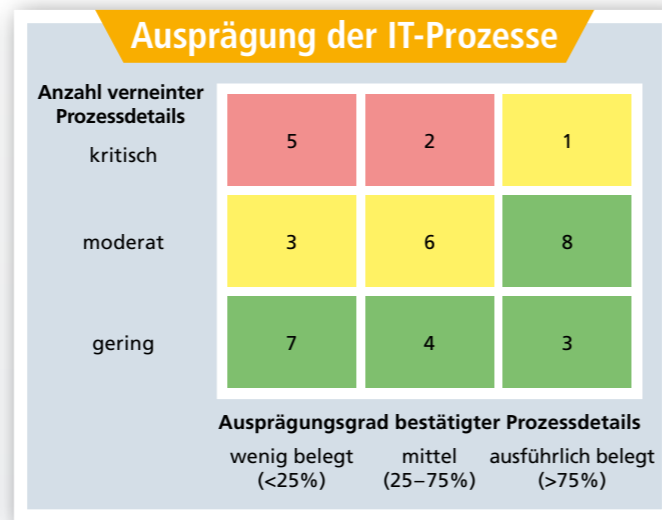 Ausprägung der IT-Prozesse
Anzahl verneinter
Prozessdetails
kritisch
5 2 1
moderat
3 6 8
gering
7 4 3
Ausprägungsgrad bestätigter Prozessdetails
wenig belegt mittel ausführlich belegt
(<25%) (25–75%) (>75%)